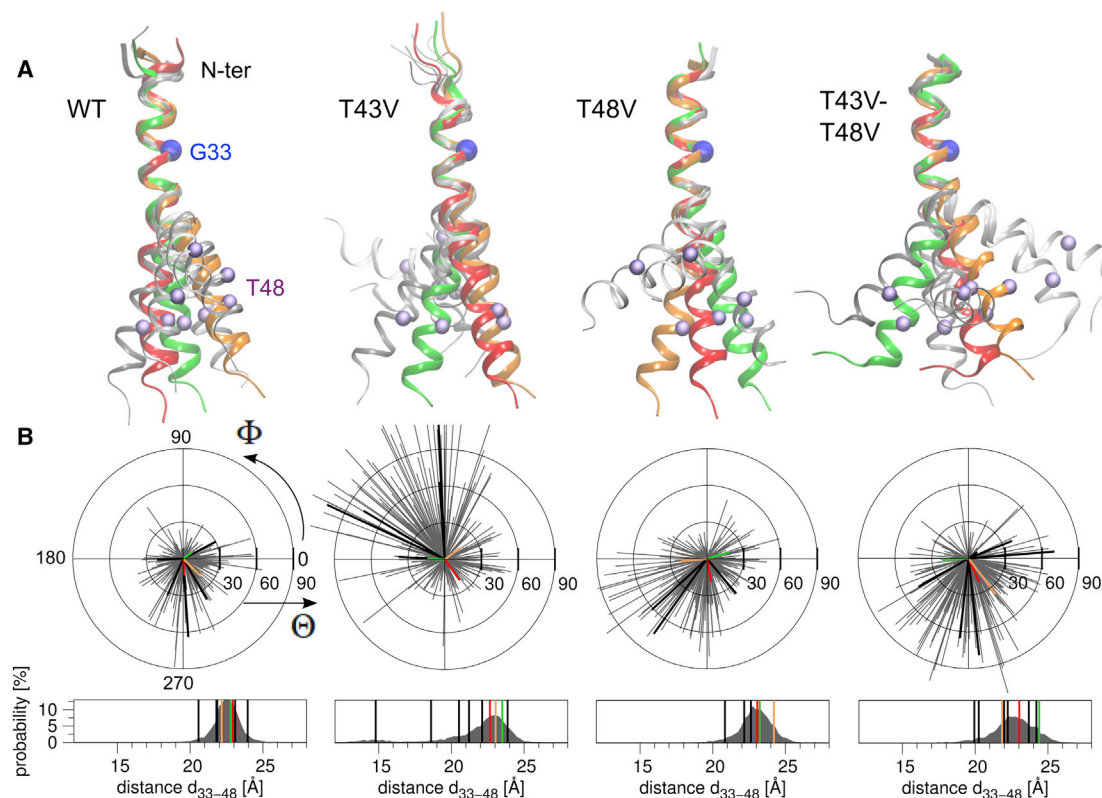 A
WT
N-ter
G33
T48
T43V
T48V
T43V-
T48V
B
90
Φ
180
0
30
60
90
Θ
270
30
60
90
30
60
90
30
60
90
probability [%]
10
5
0
15
20
25
15
20
25
15
20
25
15
20
25
distance d33–48 [Å]
distance d33–48 [Å]
distance d33–48 [Å]
distance d33–48 [Å]